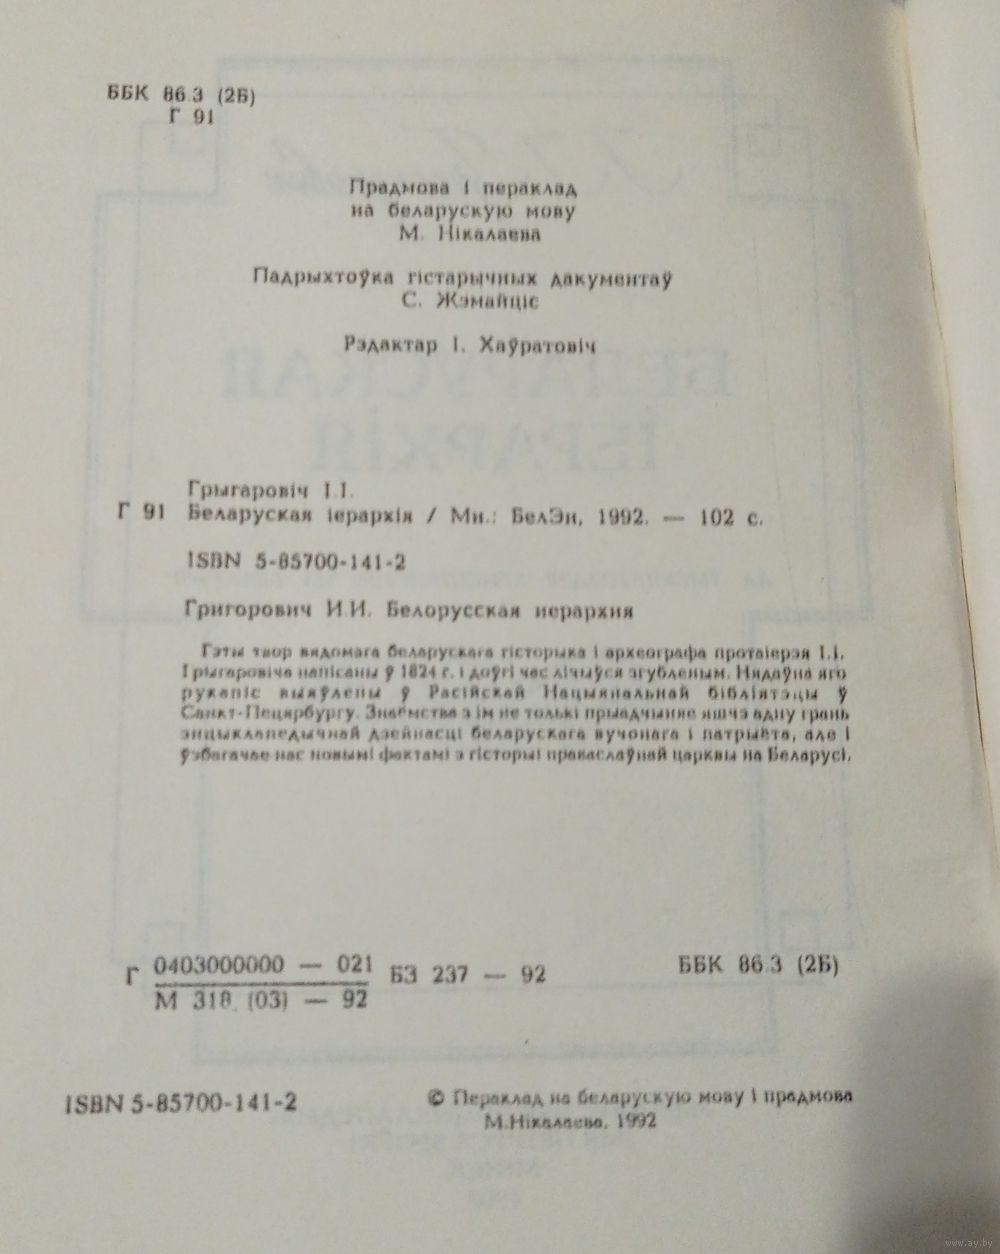 ББК 86.3 (2Б)
Г 91
Прадмова і пераклад
на беларускую мову
М. Нікалаева
Падрыхтоўка гістарычных дакументаў
С. Жэмайціс
Рэдактар І. Хаўратовіч
Грыгаровіч І.І.
Г 91 Беларуская іерархія / Мн.: БелЭн, 1992. — 102 с.
ISBN 5-85700-141-2
Григорович И.И. Белорусская иерархия
Гэты твор вядомага беларускага гісторыка і археографа протаіерэя І.І.
Грыгаровіча напісаны ў 1824 г. і доўгі час лічыўся згубленым. Нядаўна яго
рукапіс выяўлены ў Расійскай Нацыянальнай бібліятэцы ў
Санкт-Пецярбургу. Знаёмства з ім не толькі прыадчыняе яшчэ адну грань
энцыклапедычнай дзейнасці беларускага вучонага і патрыёта, але і
ўзбагачае нас новымі фактамі з гісторыі праваслаўнай царквы на Беларусі.
Г 0403000000 — 021 БЗ 237 — 92 ББК 86.3 (2Б)
М 318 (03) — 92
ISBN 5-85700-141-2 © Пераклад на беларускую мову і прадмова
М.Нікалаева, 1992
БЕЛАРУСКАЯ
ІЕРАРХІЯ
www.ay.by